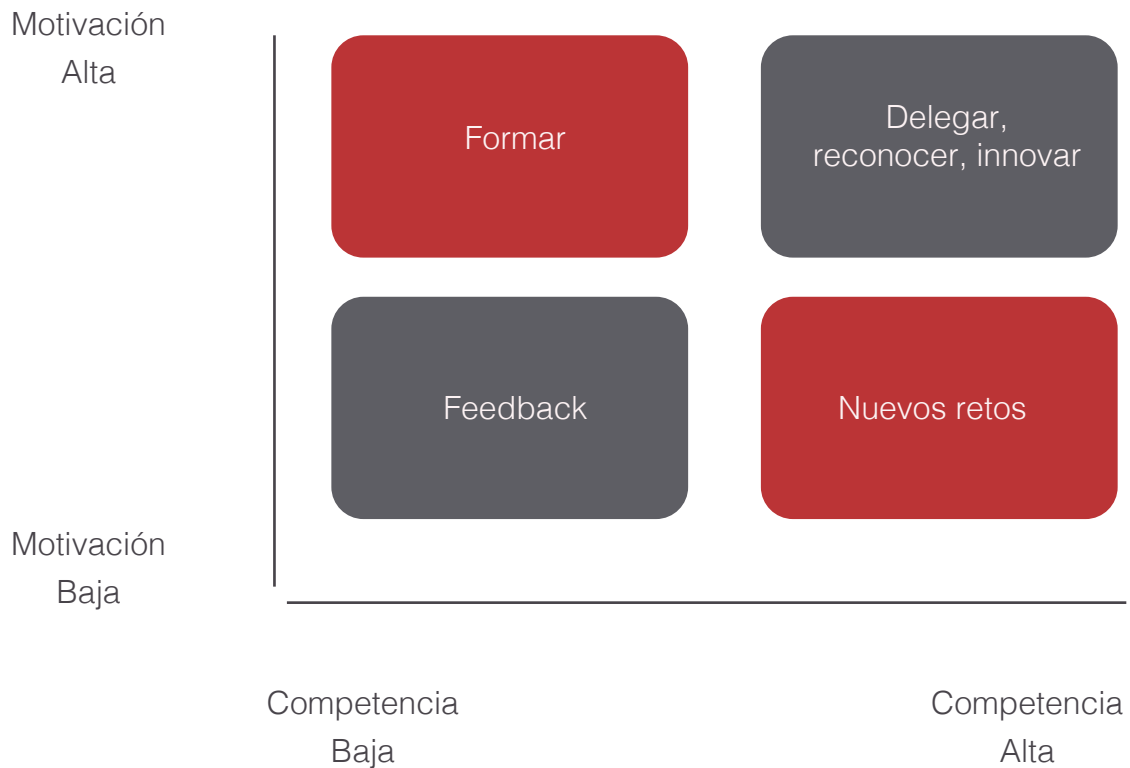 Motivación
Alta
Formar
Delegar,
reconocer, innovar
Feedback
Nuevos retos
Motivación
Baja
Competencia
Baja
Competencia
Alta